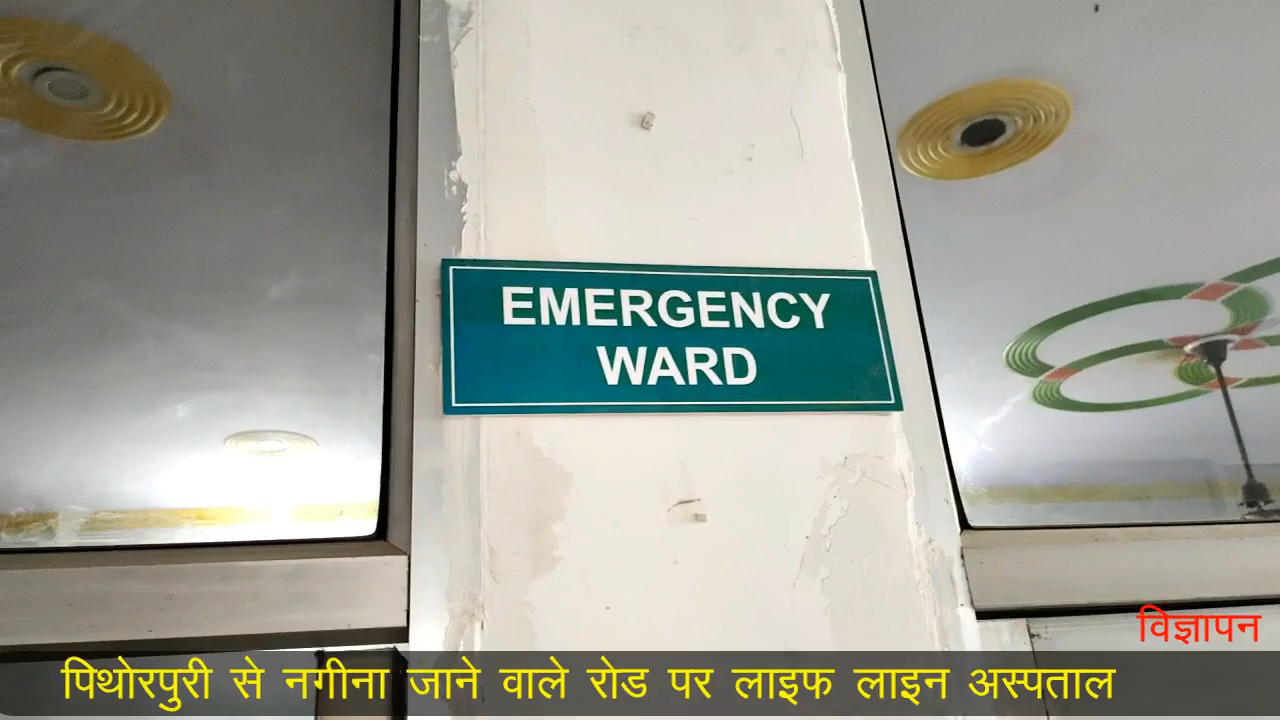 EMERGENCY
WARD
विज्ञापन
पिथोरपुरी से नगीना जाने वाले रोड पर लाइफ लाइन अस्पताल